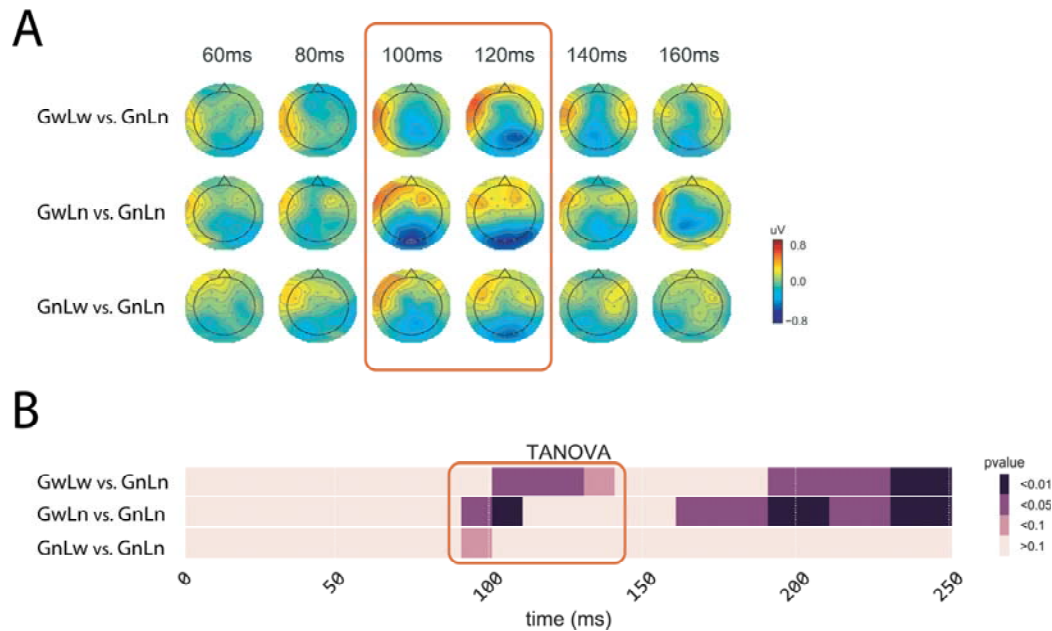 A
60ms 80ms 100ms 120ms 140ms 160ms
GwLw vs. GnLn
GwLn vs. GnLn
GnLw vs. GnLn
uV
0.8
0.0
−0.8
B
TANOVA
GwLw vs. GnLn
GwLn vs. GnLn
GnLw vs. GnLn
pvalue
<0.01
<0.05
<0.1
>0.1
0 50 100 150 200 250
time (ms)